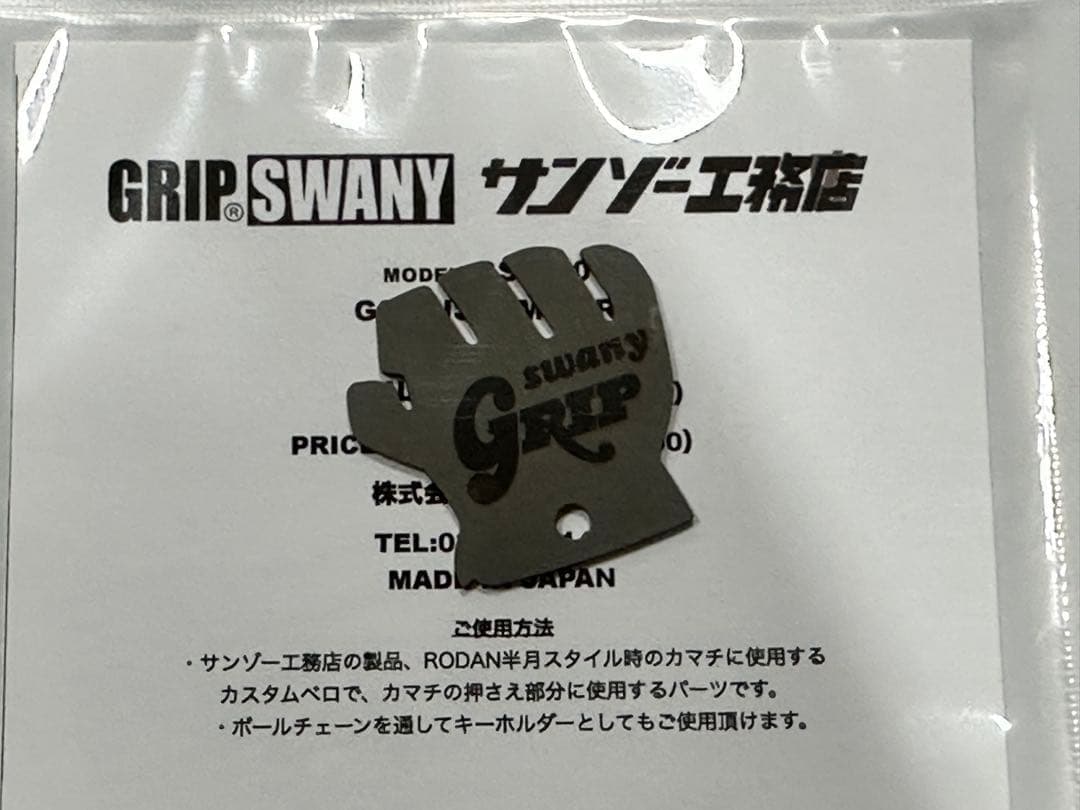 GRIP® SWANY サンゾー工務店
swany
GRIP
TEL:0
JAPAN
ご使用方法
・サンゾー工務店の製品、RODAN半月スタイル時のカマチに使用する
カスタムベロで、カマチの押さえ部分に使用するパーツです。
・ボールチェーンを通してキーホルダーとしてもご使用頂けます。